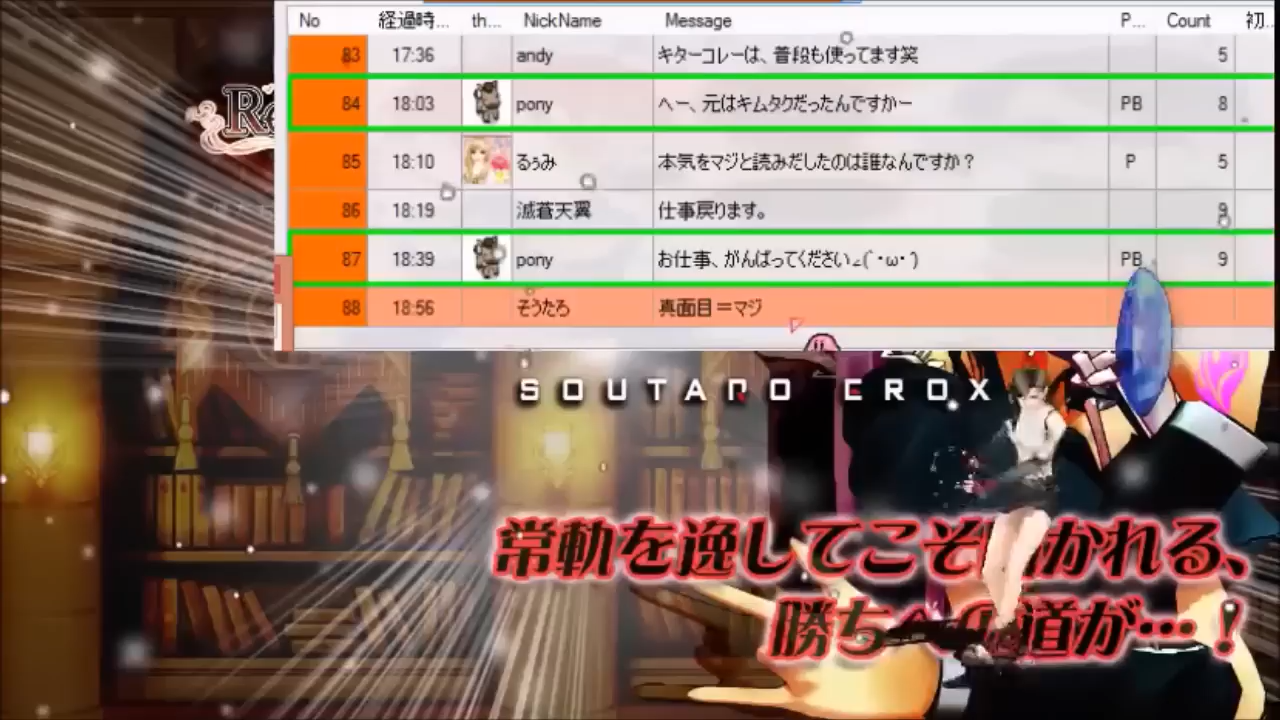 No 経過時... th... NickName Message P... Count 初...
83 17:36 andy キターコレーは、普段も使ってます笑 5
84 18:03 pony へー、元はキムタクだったんですかー PB 8
85 18:10 るぅみ 本気をマジと読みだしたのは誰なんですか？ P 5
86 18:19 滅蒼天翼 仕事戻ります。 9
87 18:39 pony お仕事、がんばってください∠(｀・ω・´) PB 9
88 18:56 そうたろ 真面目＝マジ
SOUTARO EROX
常軌を逸してこそ かれる、
勝ち への道が…！